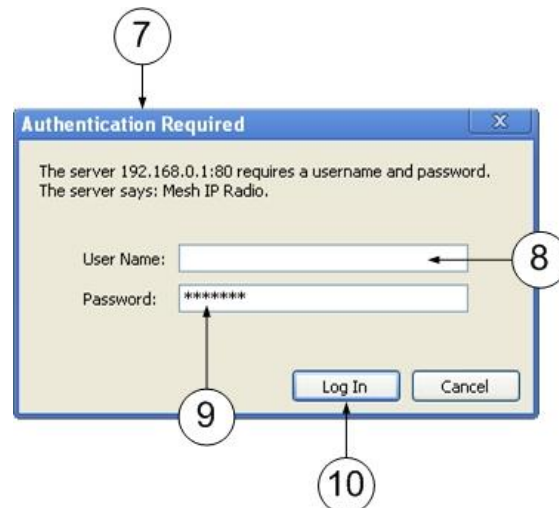 7
Authentication Required
X
The server 192.168.0.1:80 requires a username and password.
The server says: Mesh IP Radio.
User Name:
8
Password: *******
9
Log In Cancel
10